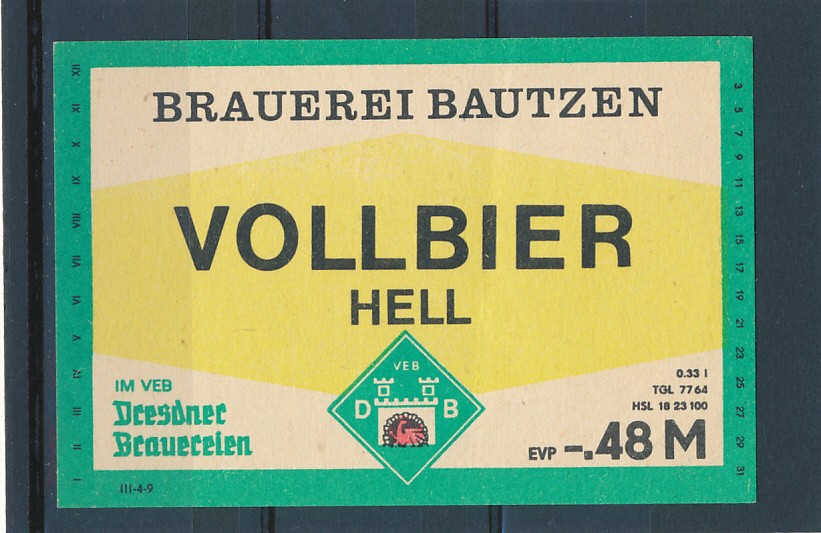 BRAUEREI BAUTZEN
VOLLBIER
HELL
VEB
D B
IM VEB
Dresdner
Brauereien
0.33 l
TGL 7764
HSL 18 23 100
EVP -.48 M
III-4-9
I II III IV V VI VII VIII IX X XI XII
3 5 7 9 11 13 15 17 19 21 23 25 27 29 31